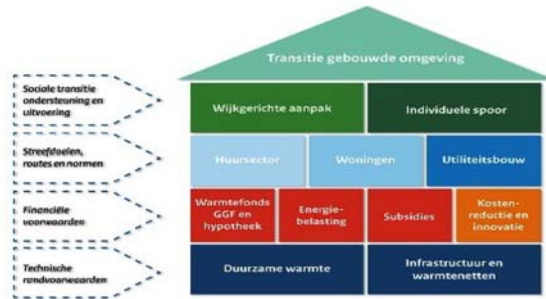 Transitie gebouwde omgeving
Sociale transitie
ondersteuning en
uitvoering
Wijkgerichte aanpak
Individuele spoor
Streefdoelen,
routes en normen
Huursector
Woningen
Utiliteitsbouw
Financiële
voorwaarden
Warmtefonds
GGF en
hypotheek
Energie-
belasting
Subsidies
Kosten-
reductie en
innovatie
Technische
randvoorwaarden
Duurzame warmte
Infrastructuur en
warmtenetten